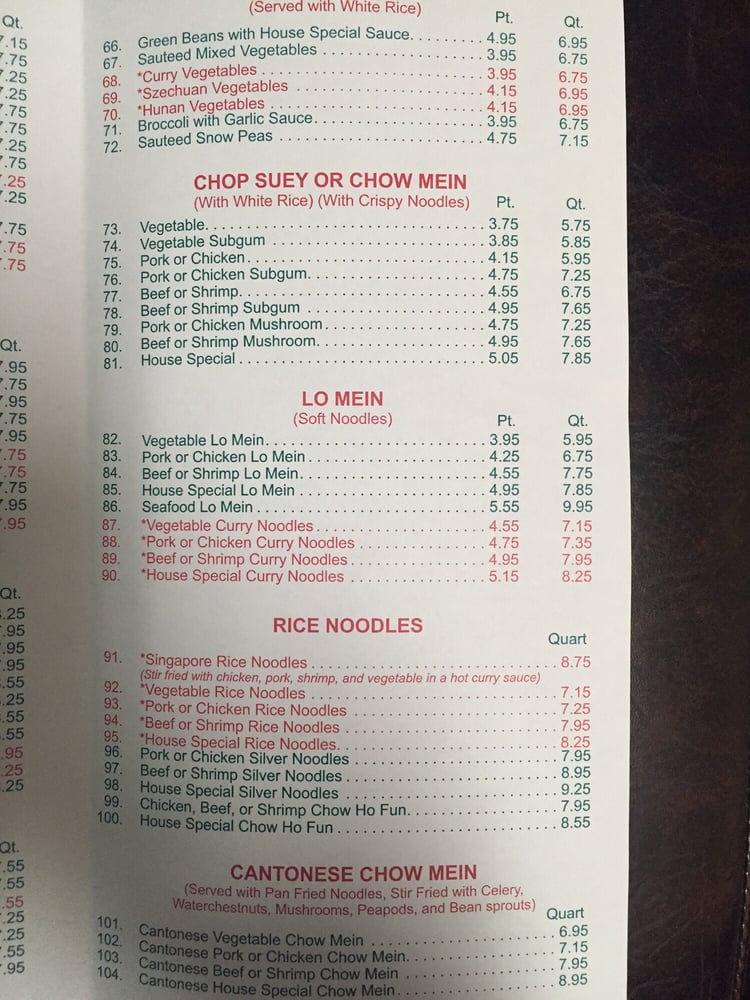 (Served with White Rice)
Pt. Qt.
66. Green Beans with House Special Sauce. 4.95 6.95
67. Sauteed Mixed Vegetables 3.95 6.75
68. *Curry Vegetables 3.95 6.75
69. *Szechuan Vegetables 4.15 6.95
70. *Hunan Vegetables 4.15 6.95
71. Broccoli with Garlic Sauce. 3.95 6.75
72. Sauteed Snow Peas 4.75 7.15
CHOP SUEY OR CHOW MEIN
(With White Rice) (With Crispy Noodles) Pt. Qt.
73. Vegetable. 3.75 5.75
74. Vegetable Subgum 3.85 5.85
75. Pork or Chicken. 4.15 5.95
76. Pork or Chicken Subgum. 4.75 7.25
77. Beef or Shrimp. 4.55 6.75
78. Beef or Shrimp Subgum 4.95 7.65
79. Pork or Chicken Mushroom 4.75 7.25
80. Beef or Shrimp Mushroom. 4.95 7.65
81. House Special 5.05 7.85
LO MEIN
(Soft Noodles) Pt. Qt.
82. Vegetable Lo Mein. 3.95 5.95
83. Pork or Chicken Lo Mein 4.25 6.75
84. Beef or Shrimp Lo Mein. 4.55 7.75
85. House Special Lo Mein 4.95 7.85
86. Seafood Lo Mein 5.55 9.95
87. *Vegetable Curry Noodles 4.55 7.15
88. *Pork or Chicken Curry Noodles 4.75 7.35
89. *Beef or Shrimp Curry Noodles 4.95 7.95
90. *House Special Curry Noodles 5.15 8.25
RICE NOODLES
Quart
91. *Singapore Rice Noodles 8.75
(Stir fried with chicken, pork, shrimp, and vegetable in a hot curry sauce)
92. *Vegetable Rice Noodles 7.15
93. *Pork or Chicken Rice Noodles 7.25
94. *Beef or Shrimp Rice Noodles 7.95
95. *House Special Rice Noodles. 8.25
96. Pork or Chicken Silver Noodles 7.95
97. Beef or Shrimp Silver Noodles 8.95
98. House Special Silver Noodles 9.25
99. Chicken, Beef, or Shrimp Chow Ho Fun. 7.95
100. House Special Chow Ho Fun 8.55
CANTONESE CHOW MEIN
(Served with Pan Fried Noodles, Stir Fried with Celery,
Waterchestnuts, Mushrooms, Peapods, and Bean sprouts) Quart
101. Cantonese Vegetable Chow Mein 6.95
102. Cantonese Pork or Chicken Chow Mein. 7.15
103. Cantonese Beef or Shrimp Chow Mein 7.95
104. Cantonese House Special Chow Mein. 8.95